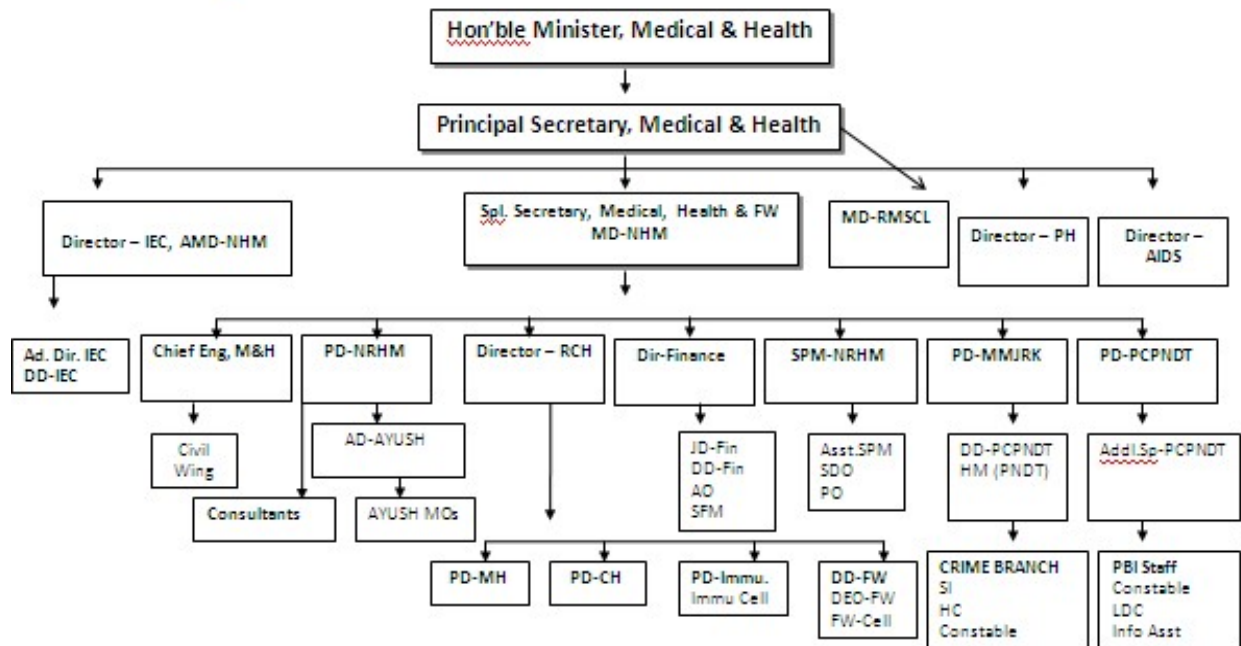 Hon'ble Minister, Medical & Health
Principal Secretary, Medical & Health
Director – IEC, AMD-NHM
Spl. Secretary, Medical, Health & FW
MD-NHM
MD-RMSCL
Director – PH
Director –
AIDS
Ad. Dir. IEC
DD-IEC
Chief Eng, M&H
PD-NRHM
Director – RCH
Dir-Finance
SPM-NRHM
PD-MMJRK
PD-PCPNDT
Civil
Wing
AD-AYUSH
JD-Fin
DD-Fin
AO
SFM
Asst.SPM
SDO
PO
DD-PCPNDT
HM (PNDT)
Addl.Sp-PCPNDT
Consultants
AYUSH MOs
PD-MH
PD-CH
PD-Immu.
Immu Cell
DD-FW
DEO-FW
FW-Cell
CRIME BRANCH
SI
HC
Constable
PBI Staff
Constable
LDC
Info Asst